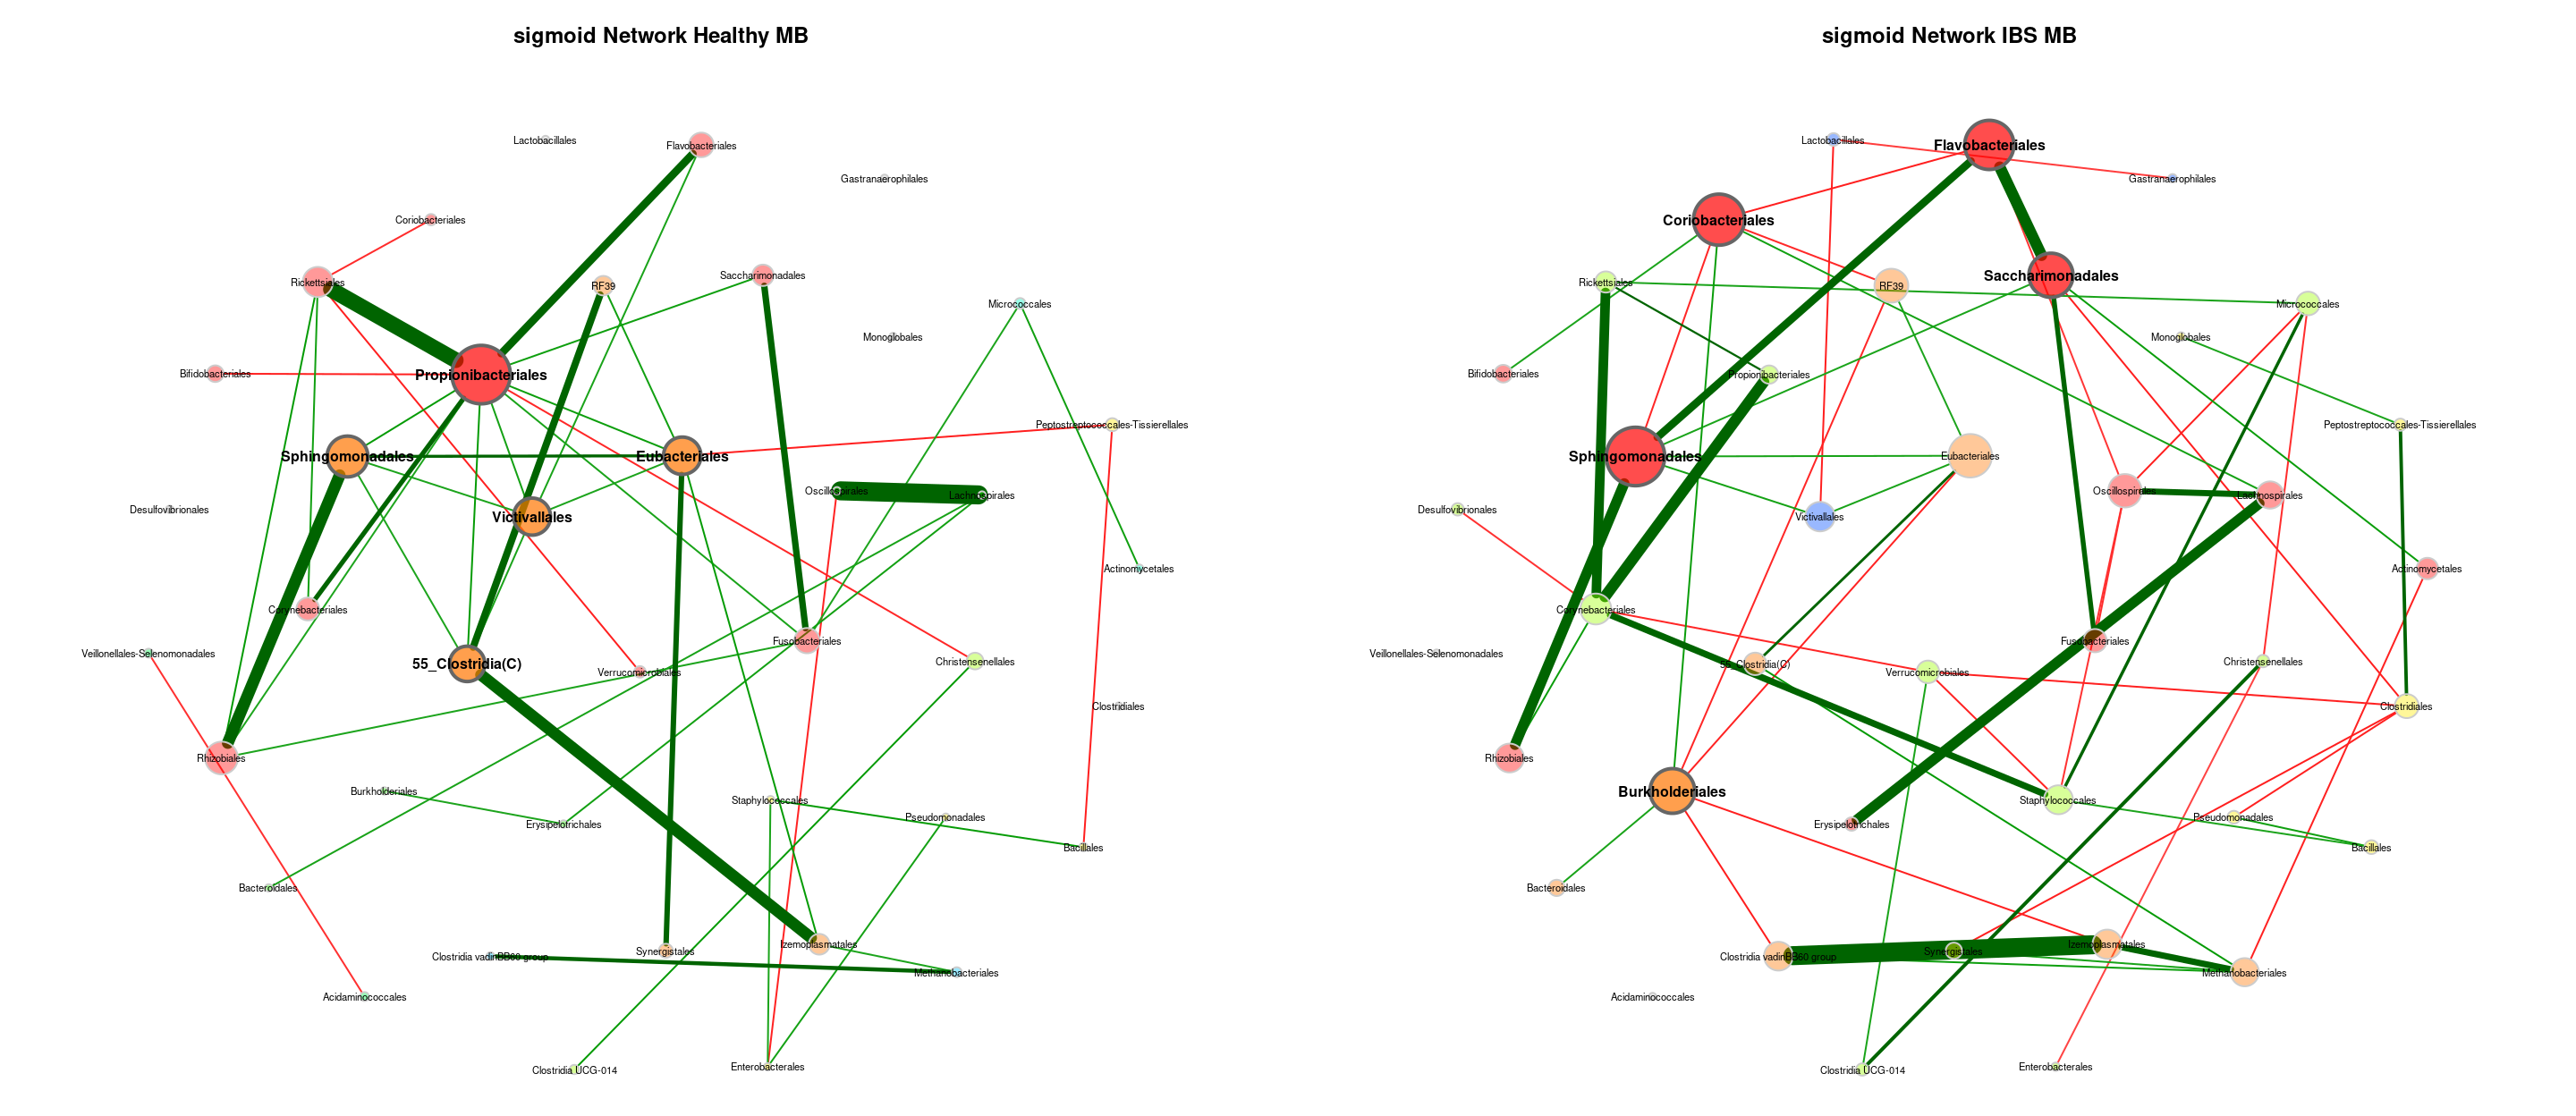 sigmoid Network Healthy MB
Lactobacillales
Flavobacteriales
Gastranaerophilales
Coriobacteriales
Rickettsiales
RF39
Saccharimonadales
Micrococcales
Monoglobales
Bifidobacteriales
Propionibacteriales
Peptostreptococcales-Tissierellales
Sphingomonadales
Eubacteriales
Oscillospirales
Lachnospirales
Desulfovibrionales
Victivallales
Actinomycetales
Corynebacteriales
Fusobacteriales
Veillonellales-Selenomonadales
55_Clostridia(C)
Verrucomicrobiales
Christensenellales
Clostridiales
Rhizobiales
Burkholderiales
Staphylococcales
Erysipelotrichales
Pseudomonadales
Bacillales
Bacteroidales
Clostridia vadinBB60 group
Synergistales
Izemoplasmatales
Methanobacteriales
Acidaminococcales
Clostridia UCG-014
Enterobacterales
sigmoid Network IBS MB
Lactobacillales
Flavobacteriales
Gastranaerophilales
Coriobacteriales
Rickettsiales
RF39
Saccharimonadales
Micrococcales
Monoglobales
Bifidobacteriales
Propionibacteriales
Peptostreptococcales-Tissierellales
Sphingomonadales
Eubacteriales
Oscillospirales
Lachnospirales
Desulfovibrionales
Victivallales
Actinomycetales
Corynebacteriales
Fusobacteriales
Veillonellales-Selenomonadales
55_Clostridia(C)
Verrucomicrobiales
Christensenellales
Clostridiales
Rhizobiales
Burkholderiales
Staphylococcales
Erysipelotrichales
Pseudomonadales
Bacillales
Bacteroidales
Clostridia vadinBB60 group
Synergistales
Izemoplasmatales
Methanobacteriales
Acidaminococcales
Clostridia UCG-014
Enterobacterales